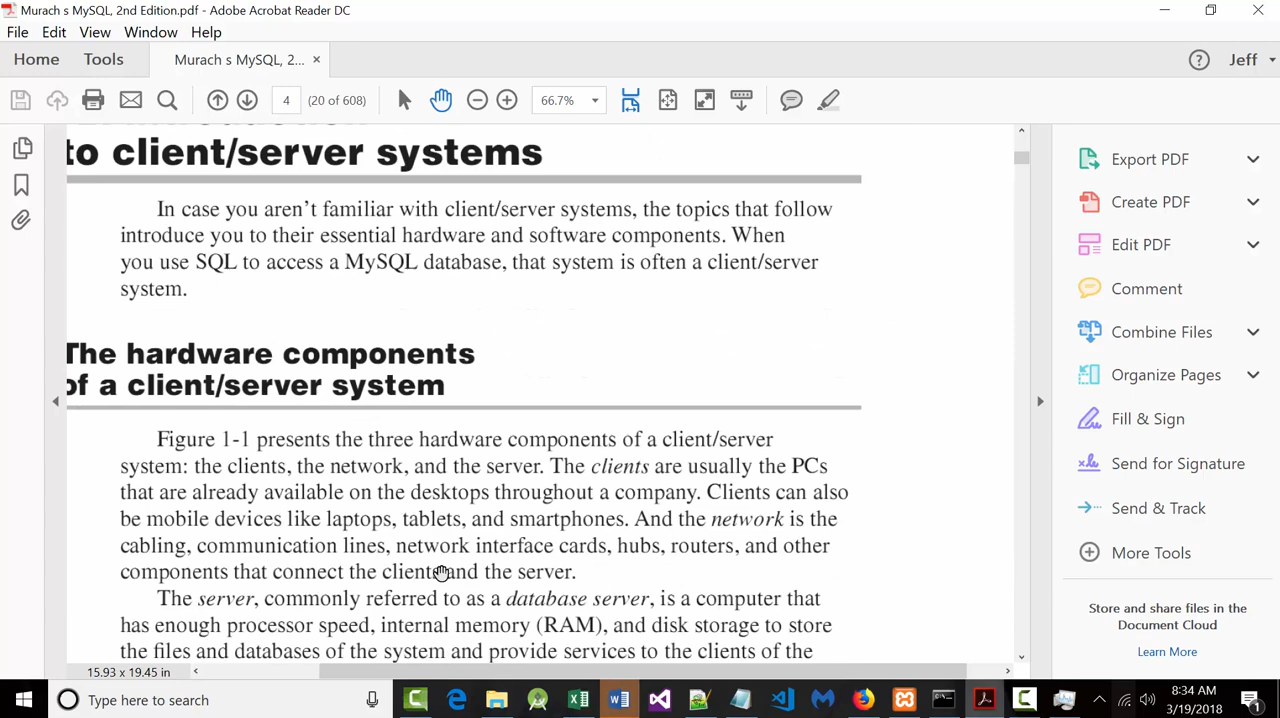 Murach s MySQL, 2nd Edition.pdf - Adobe Acrobat Reader DC
File Edit View Window Help
Home Tools Murach s MySQL, 2... × Jeff
4 (20 of 608) 66.7%
to client/server systems
In case you aren't familiar with client/server systems, the topics that follow
introduce you to their essential hardware and software components. When
you use SQL to access a MySQL database, that system is often a client/server
system.
The hardware components
of a client/server system
Figure 1-1 presents the three hardware components of a client/server
system: the clients, the network, and the server. The clients are usually the PCs
that are already available on the desktops throughout a company. Clients can also
be mobile devices like laptops, tablets, and smartphones. And the network is the
cabling, communication lines, network interface cards, hubs, routers, and other
components that connect the clients and the server.
The server, commonly referred to as a database server, is a computer that
has enough processor speed, internal memory (RAM), and disk storage to store
the files and databases of the system and provide services to the clients of the
15.93 x 19.45 in
Export PDF
Create PDF
Edit PDF
Comment
Combine Files
Organize Pages
Fill & Sign
Send for Signature
Send & Track
More Tools
Store and share files in the
Document Cloud
Learn More
Type here to search
8:34 AM
3/19/2018
1